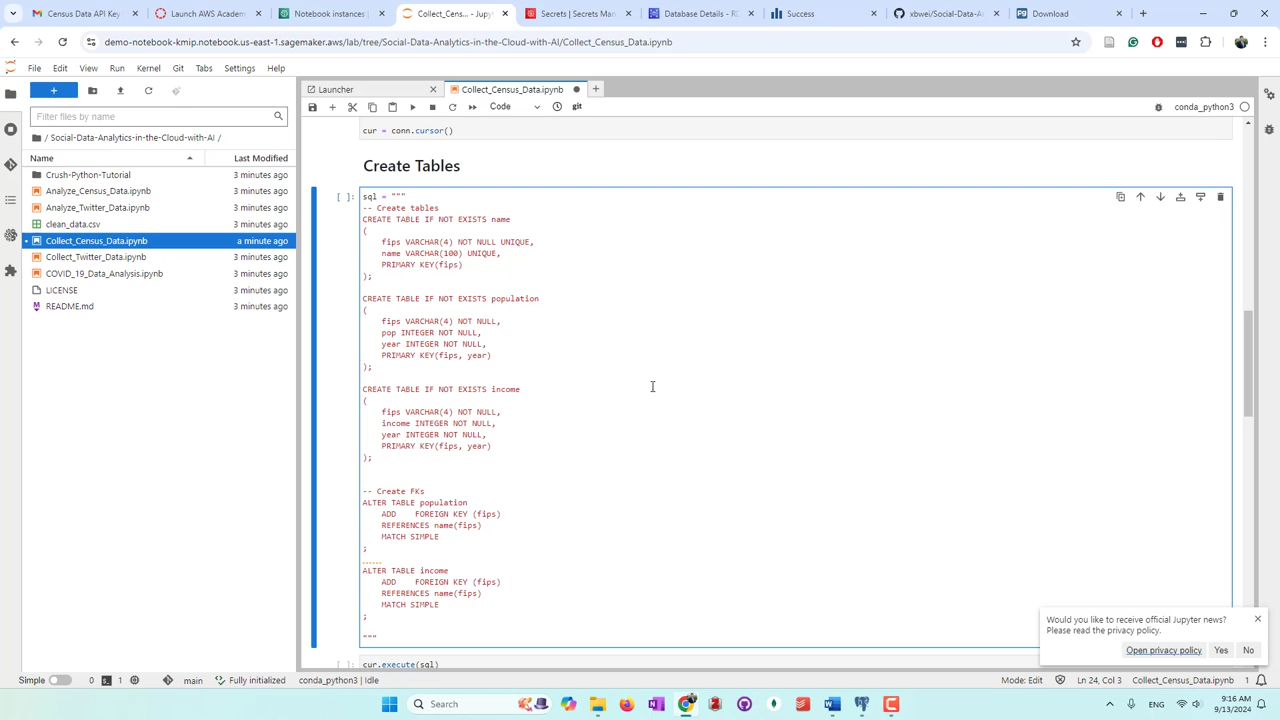 Gmail Census Data API Key
Launch AWS Academ
Notebook instances |
Collect_Cens... - Jupyt
Secrets | Secrets Man
Database Details - RD
Success
xbwei/Social-Data-A
Download
demo-notebook-kmip.notebook.us-east-1.sagemaker.aws/lab/tree/Social-Data-Analytics-in-the-Cloud-with-AI/Collect_Census_Data.ipynb
File Edit View Run Kernel Git Tabs Settings Help
Launcher
Collect_Census_Data.ipynb
Code
git
conda_python3
Filter files by name
/ Social-Data-Analytics-in-the-Cloud-with-AI /
Name Last Modified
Crush-Python-Tutorial 3 minutes ago
Analyze_Census_Data.ipynb 3 minutes ago
Analyze_Twitter_Data.ipynb 3 minutes ago
clean_data.csv 3 minutes ago
Collect_Census_Data.ipynb a minute ago
Collect_Twitter_Data.ipynb 3 minutes ago
COVID_19_Data_Analysis.ipynb 3 minutes ago
LICENSE 3 minutes ago
README.md 3 minutes ago
cur = conn.cursor()
Create Tables
[ ]: sql = """
-- Create tables
CREATE TABLE IF NOT EXISTS name
(
fips VARCHAR(4) NOT NULL UNIQUE,
name VARCHAR(100) UNIQUE,
PRIMARY KEY(fips)
);
CREATE TABLE IF NOT EXISTS population
(
fips VARCHAR(4) NOT NULL,
pop INTEGER NOT NULL,
year INTEGER NOT NULL,
PRIMARY KEY(fips, year)
);
CREATE TABLE IF NOT EXISTS income
(
fips VARCHAR(4) NOT NULL,
income INTEGER NOT NULL,
year INTEGER NOT NULL,
PRIMARY KEY(fips, year)
);
-- Create FKs
ALTER TABLE population
ADD    FOREIGN KEY (fips)
REFERENCES name(fips)
MATCH SIMPLE
;
ALTER TABLE income
ADD    FOREIGN KEY (fips)
REFERENCES name(fips)
MATCH SIMPLE
;
"""
[ ]: cur.execute(sql)
Would you like to receive official Jupyter news?
Please read the privacy policy.
Open privacy policy Yes No
Simple 0 1 main Fully initialized conda_python3 | Idle Mode: Edit Ln 24, Col 3 Collect_Census_Data.ipynb 1
Search
ENG
9:16 AM
9/13/2024